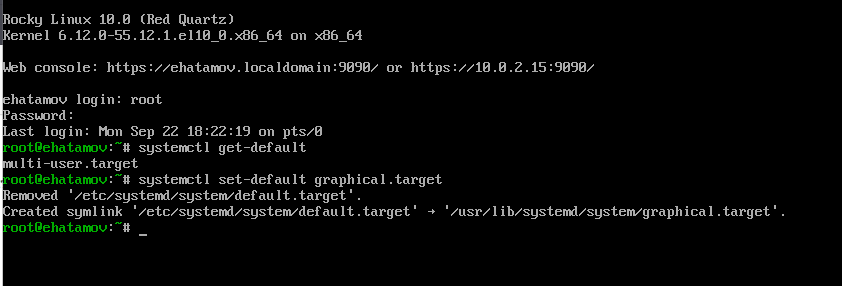 Rocky Linux 10.0 (Red Quartz)
Kernel 6.12.0-55.12.1.el10_0.x86_64 on x86_64
Web console: https://ehatamov.localdomain:9090/ or https://10.0.2.15:9090/
ehatamov login: root
Password:
Last login: Mon Sep 22 18:22:19 on pts/0
root@ehatamov:~# systemctl get-default
multi-user.target
root@ehatamov:~# systemctl set-default graphical.target
Removed '/etc/systemd/system/default.target'.
Created symlink '/etc/systemd/system/default.target' → '/usr/lib/systemd/system/graphical.target'.
root@ehatamov:~# _